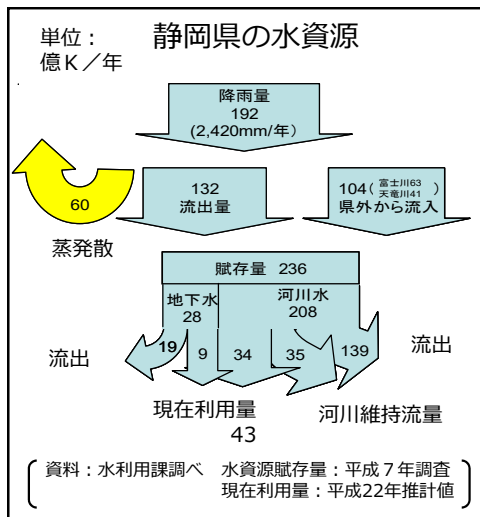 静岡県の水資源
単位：
億Ｋ／年
降雨量
192
(2,420mm/年)
60
蒸発散
132
流出量
104(富士川63 天竜川41)
県外から流入
賦存量 236
地下水
28
河川水
208
19
9
34
35
139
流出
流出
現在利用量
43
河川維持流量
資料：水利用課調べ　水資源賦存量：平成７年調査
現在利用量：平成22年推計値